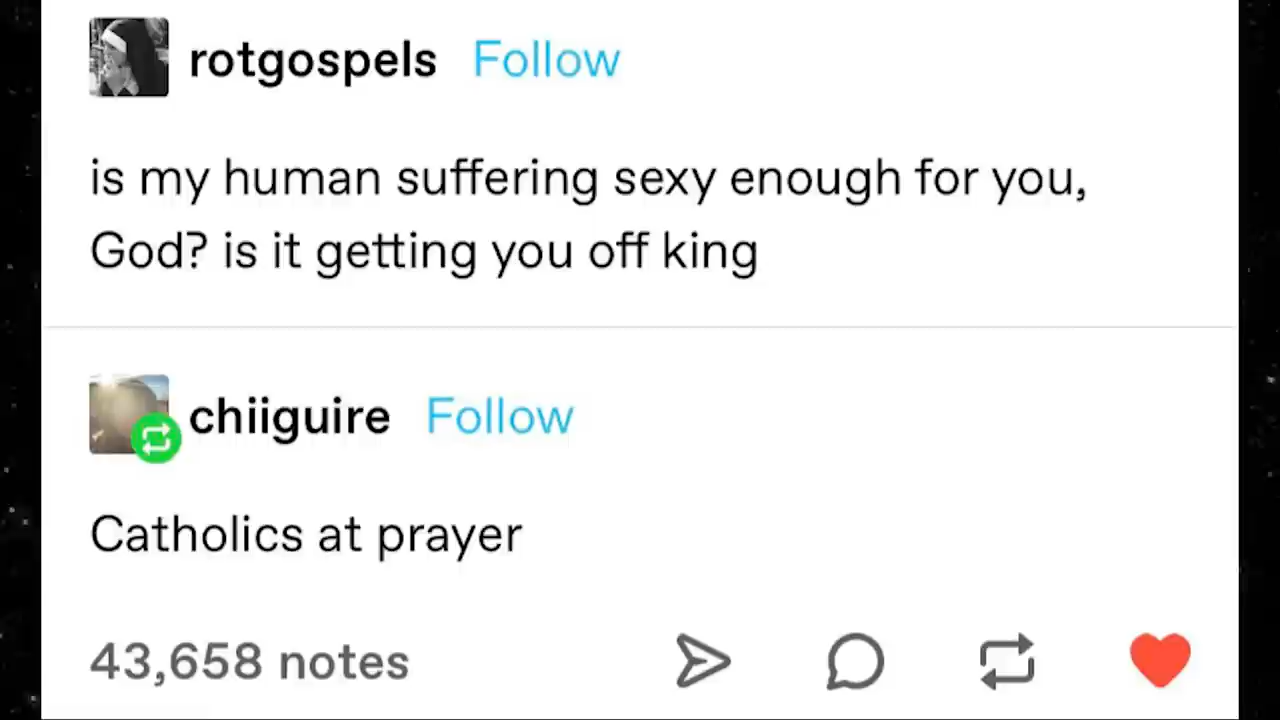 rotgospels Follow
is my human suffering sexy enough for you,
God? is it getting you off king
chiiguire Follow
Catholics at prayer
43,658 notes